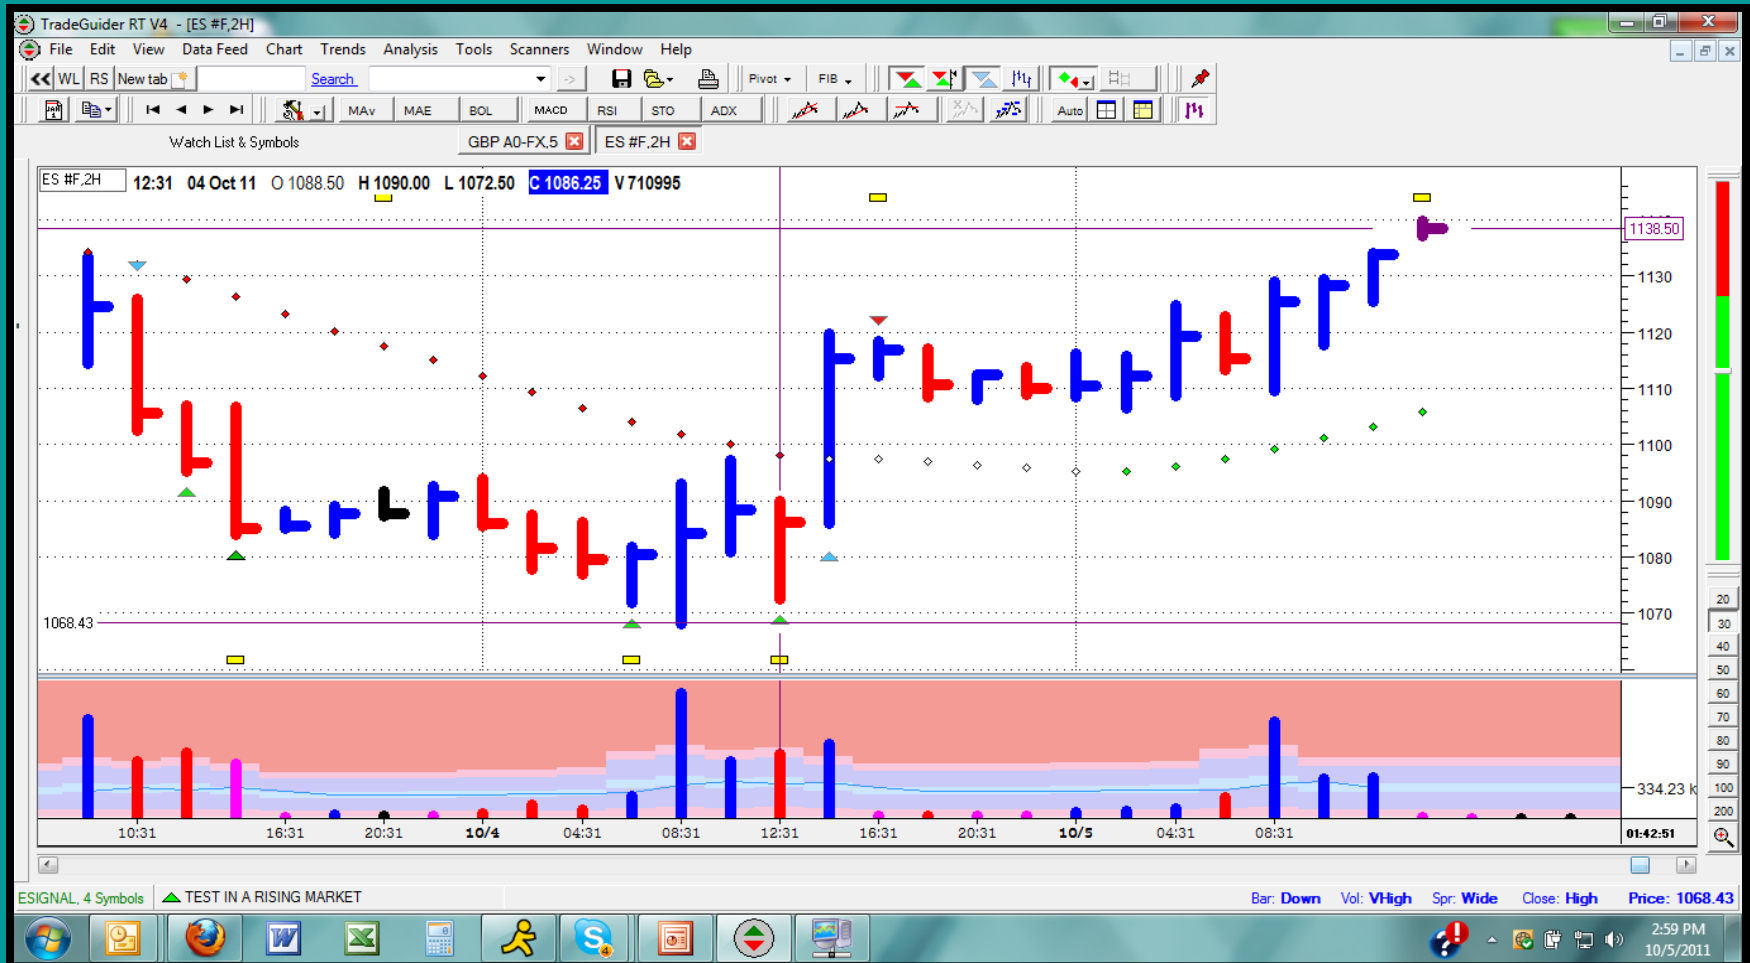 TradeGuider RT V4 - [ES #F,2H]
File Edit View Data Feed Chart Trends Analysis Tools Scanners Window Help
WL RS New tab Search -> Pivot FIB
MAv MAE BOL MACD RSI STO ADX Auto
Watch List & Symbols GBP A0-FX,5 ES #F,2H
ES #F,2H 12:31 04 Oct 11 O 1088.50 H 1090.00 L 1072.50 C 1086.25 V 710995
1138.50
1130
1120
1110
1100
1090
1080
1070
1068.43
20
30
40
50
60
70
80
90
100
200
334.23 k
10:31 16:31 20:31 10/4 04:31 08:31 12:31 16:31 20:31 10/5 04:31 08:31 01:42:51
ESIGNAL, 4 Symbols TEST IN A RISING MARKET Bar: Down Vol: VHigh Spr: Wide Close: High Price: 1068.43
2:59 PM
10/5/2011